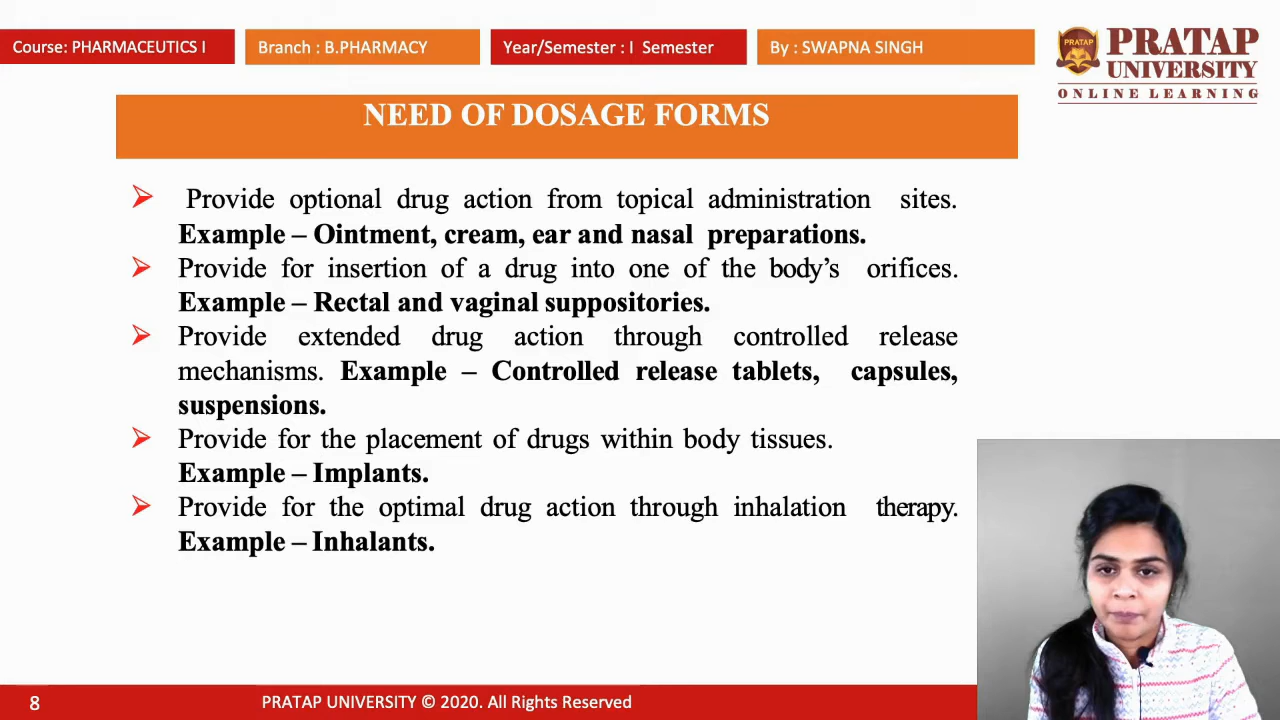 Course: PHARMACEUTICS I
Branch : B.PHARMACY
Year/Semester : I Semester
By : SWAPNA SINGH
PRATAP
PRATAP
UNIVERSITY
ONLINE LEARNING
NEED OF DOSAGE FORMS
Provide optional drug action from topical administration sites.
Example – Ointment, cream, ear and nasal preparations.
Provide for insertion of a drug into one of the body’s orifices.
Example – Rectal and vaginal suppositories.
Provide extended drug action through controlled release
mechanisms. Example – Controlled release tablets, capsules,
suspensions.
Provide for the placement of drugs within body tissues.
Example – Implants.
Provide for the optimal drug action through inhalation therapy.
Example – Inhalants.
8
PRATAP UNIVERSITY © 2020. All Rights Reserved